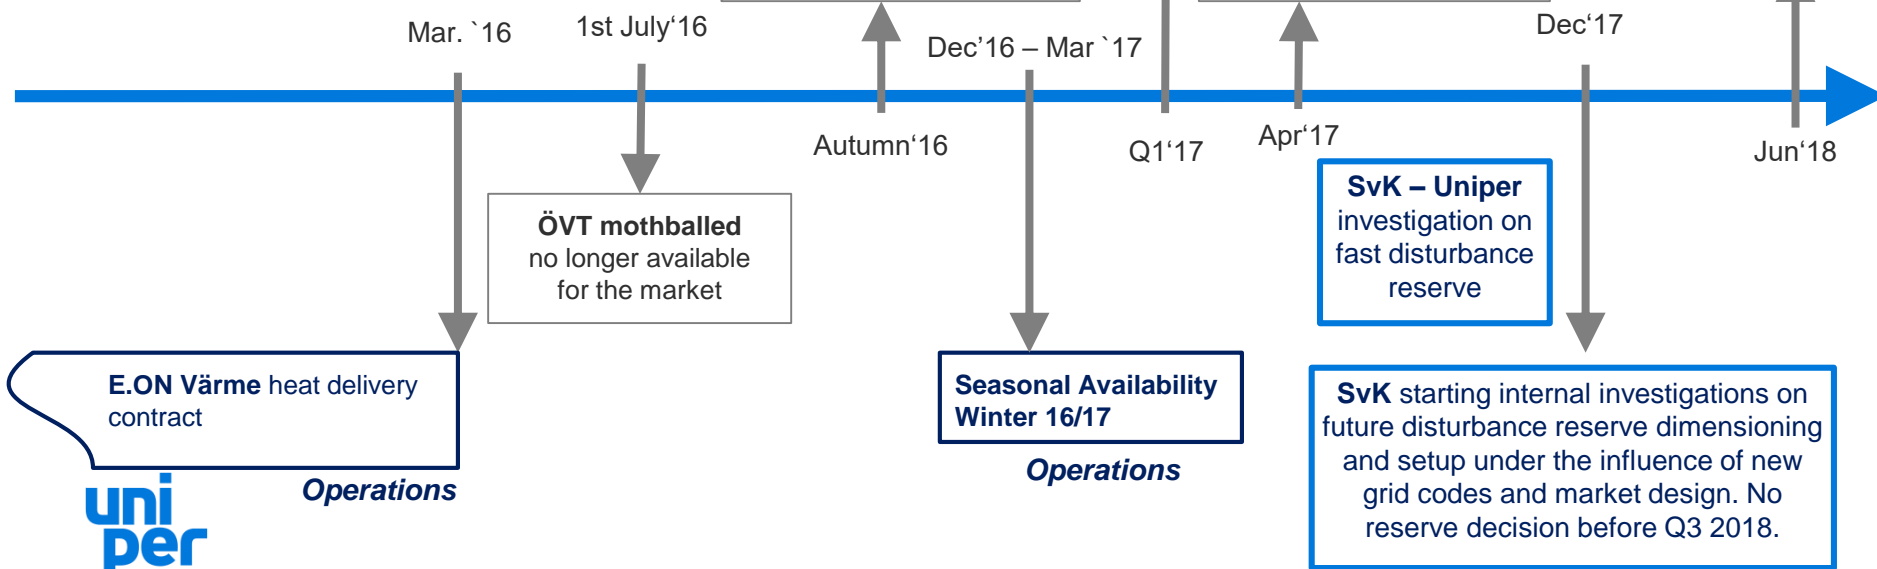 Mar. `16
1st July‘16
Dec’16 – Mar `17
Dec‘17
Autumn‘16
Q1‘17
Apr‘17
Jun‘18
ÖVT mothballed
no longer available
for the market
SvK – Uniper
investigation on
fast disturbance
reserve
E.ON Värme heat delivery
contract
Operations
Seasonal Availability
Winter 16/17
Operations
SvK starting internal investigations on
future disturbance reserve dimensioning
and setup under the influence of new
grid codes and market design. No
reserve decision before Q3 2018.
uni
per